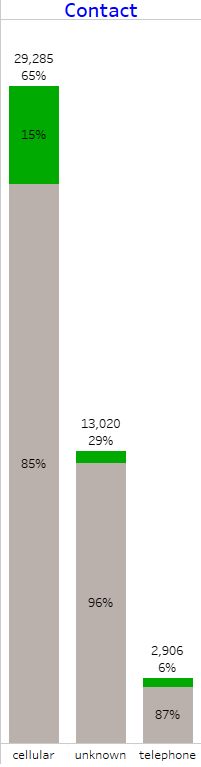 Contact
29,285
65%
15%
85%
13,020
29%
96%
2,906
6%
87%
cellular
unknown
telephone